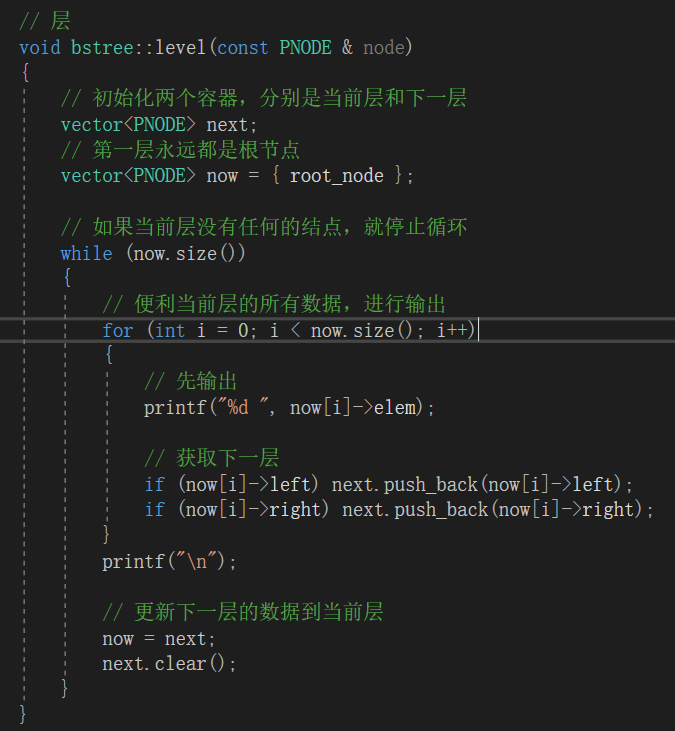 // 层
void bstree::level(const PNODE & node)
{
// 初始化两个容器，分别是当前层和下一层
vector<PNODE> next;
// 第一层永远都是根节点
vector<PNODE> now = { root_node };
// 如果当前层没有任何的结点，就停止循环
while (now.size())
{
// 便利当前层的所有数据，进行输出
for (int i = 0; i < now.size(); i++)
{
// 先输出
printf("%d ", now[i]->elem);
// 获取下一层
if (now[i]->left) next.push_back(now[i]->left);
if (now[i]->right) next.push_back(now[i]->right);
}
printf("\n");
// 更新下一层的数据到当前层
now = next;
next.clear();
}
}